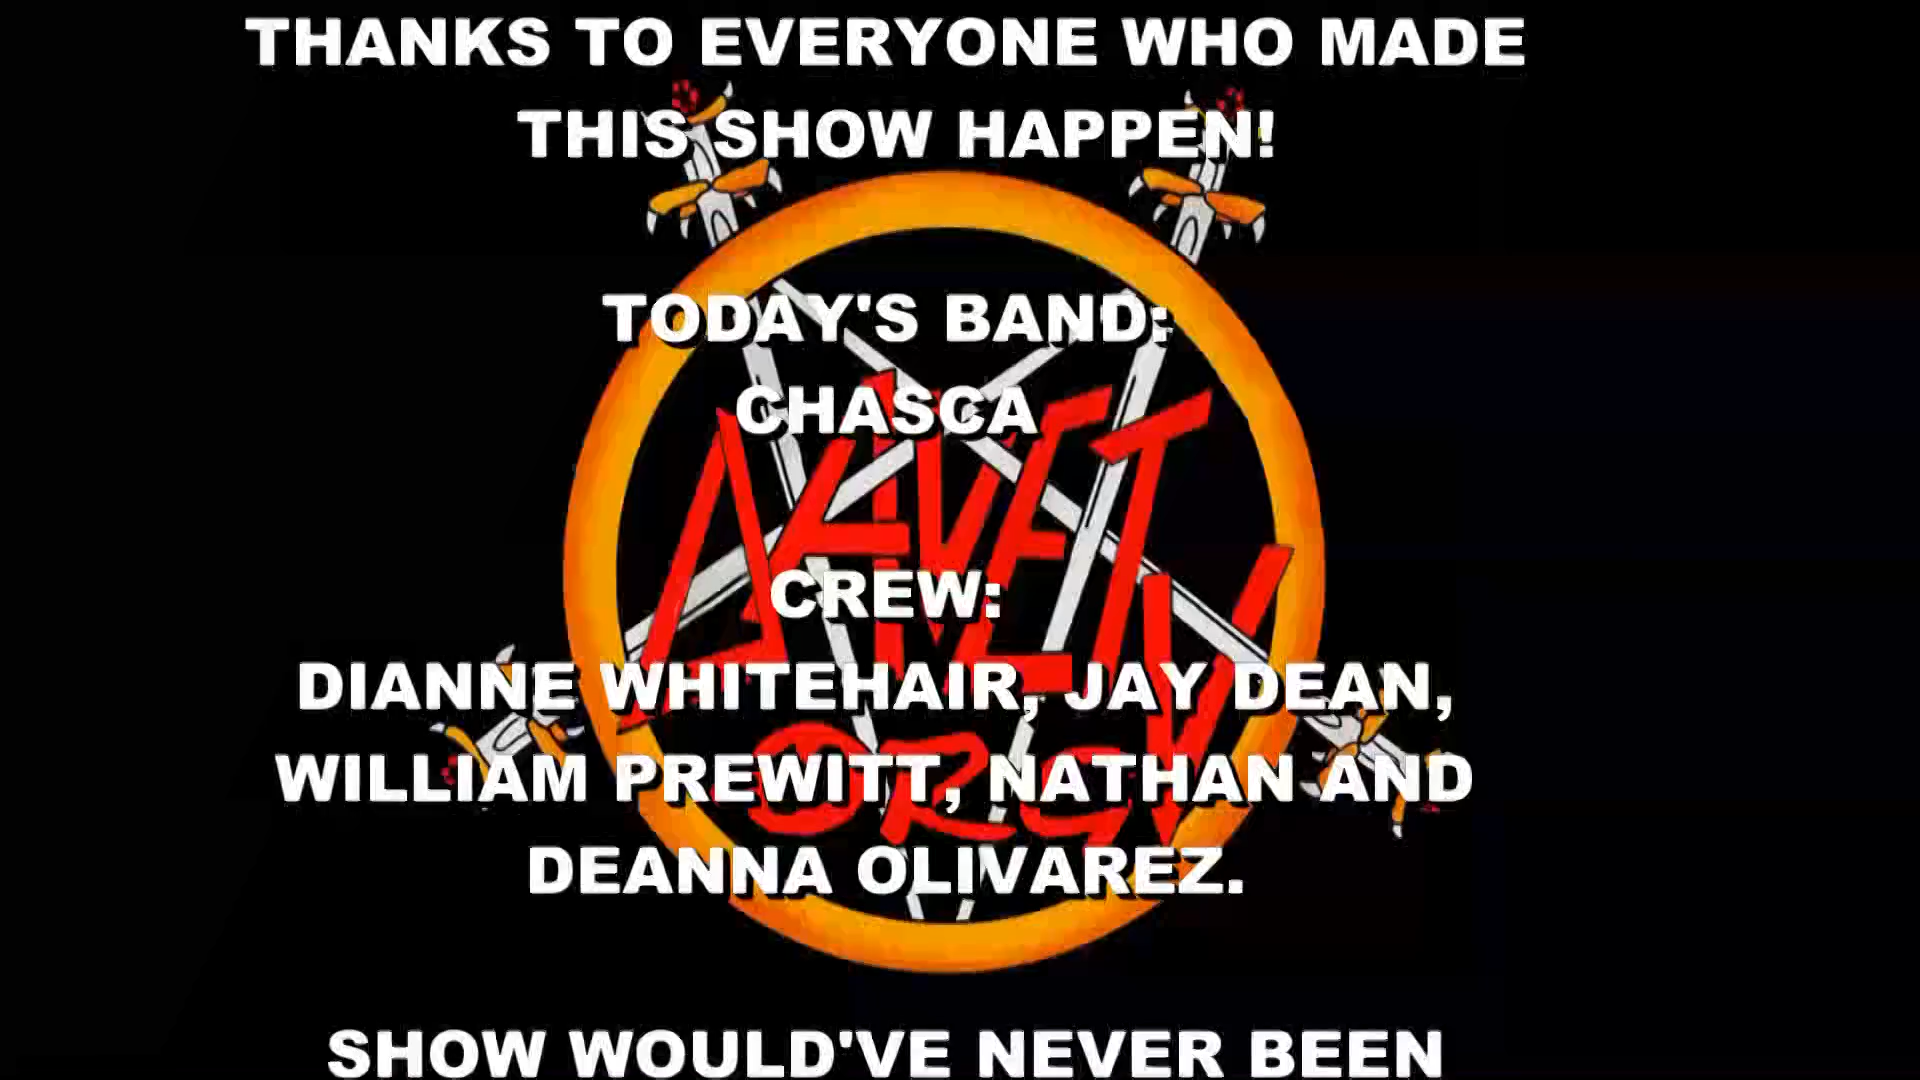 THANKS TO EVERYONE WHO MADE
THIS SHOW HAPPEN!
TODAY'S BAND:
CHASCA
CREW:
DIANNE WHITEHAIR, JAY DEAN,
WILLIAM PREWITT, NATHAN AND
DEANNA OLIVAREZ.
SHOW WOULD'VE NEVER BEEN